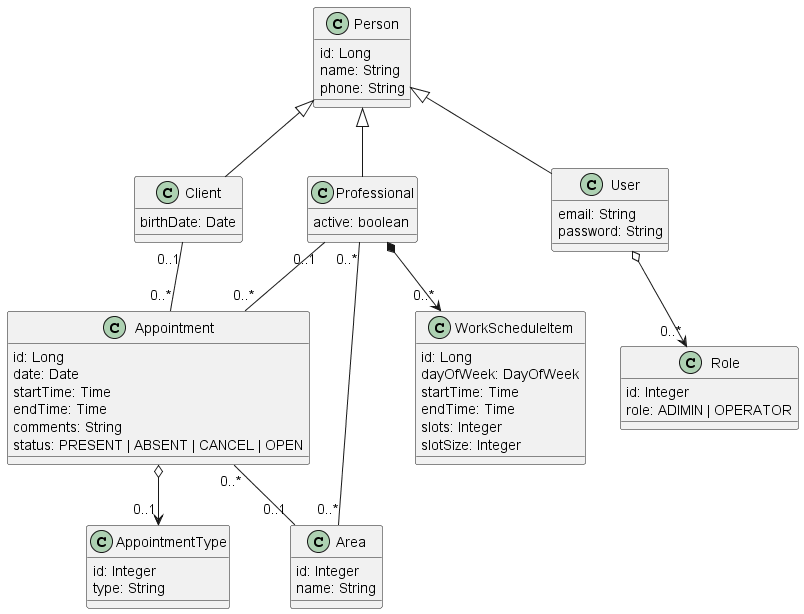 C Person
id: Long
name: String
phone: String
C Client
birthDate: Date
C Professional
active: boolean
C User
email: String
password: String
0..1
0..1
0..*
0..*
0..*
0..*
0..*
C Appointment
id: Long
date: Date
startTime: Time
endTime: Time
comments: String
status: PRESENT | ABSENT | CANCEL | OPEN
C WorkScheduleItem
id: Long
dayOfWeek: DayOfWeek
startTime: Time
endTime: Time
slots: Integer
slotSize: Integer
C Role
id: Integer
role: ADIMIN | OPERATOR
0..*
0..1
0..1
0..*
C AppointmentType
id: Integer
type: String
C Area
id: Integer
name: String